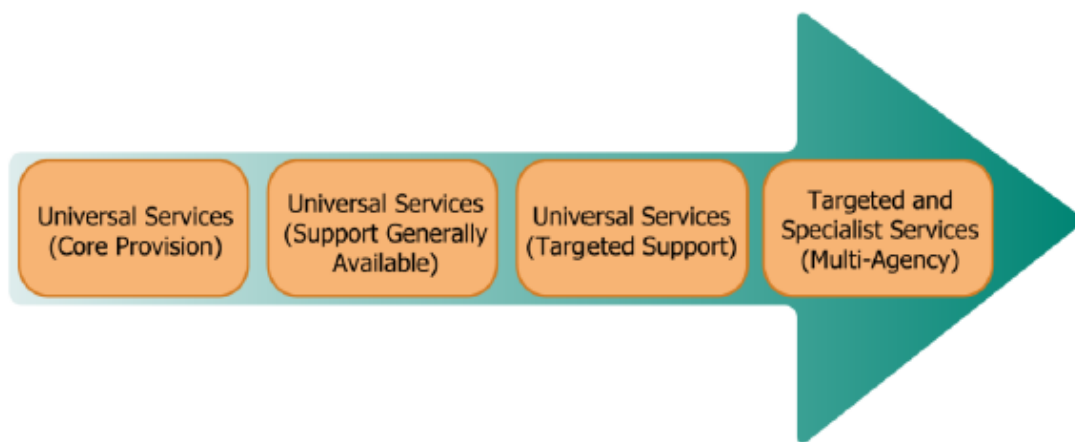 Universal Services
(Core Provision)
Universal Services
(Support Generally
Available)
Universal Services
(Targeted Support)
Targeted and
Specialist Services
(Multi-Agency)